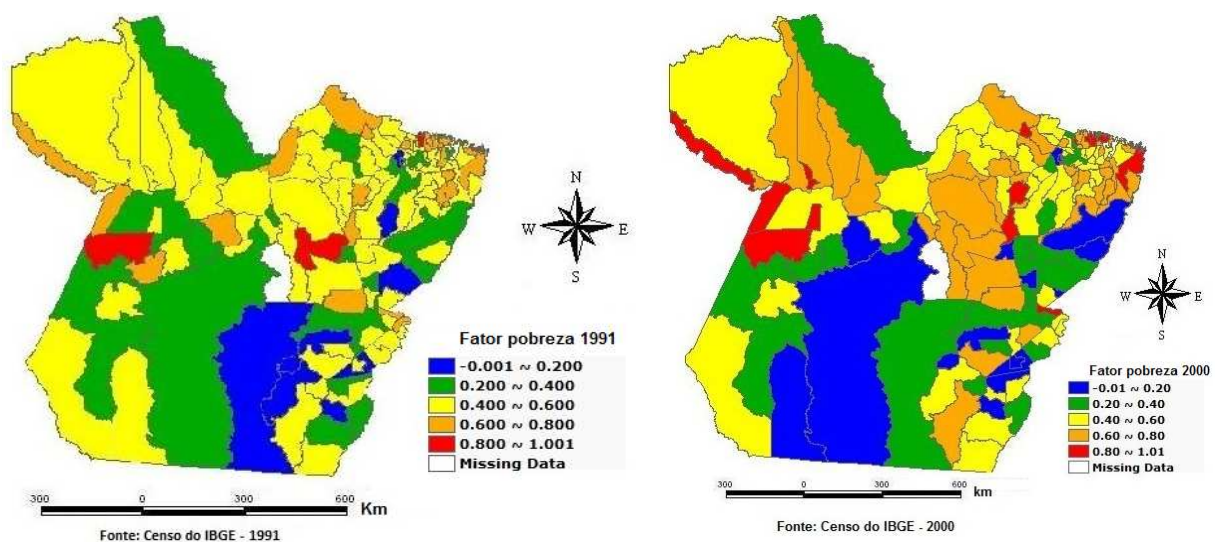 N
W E
S
Fator pobreza 1991
-0.001 ~ 0.200
0.200 ~ 0.400
0.400 ~ 0.600
0.600 ~ 0.800
0.800 ~ 1.001
Missing Data
300 0 300 600 Km
Fonte: Censo do IBGE - 1991
N
W E
S
Fator pobreza 2000
-0.01 ~ 0.20
0.20 ~ 0.40
0.40 ~ 0.60
0.60 ~ 0.80
0.80 ~ 1.01
Missing Data
300 0 300 600 km
Fonte: Censo do IBGE - 2000